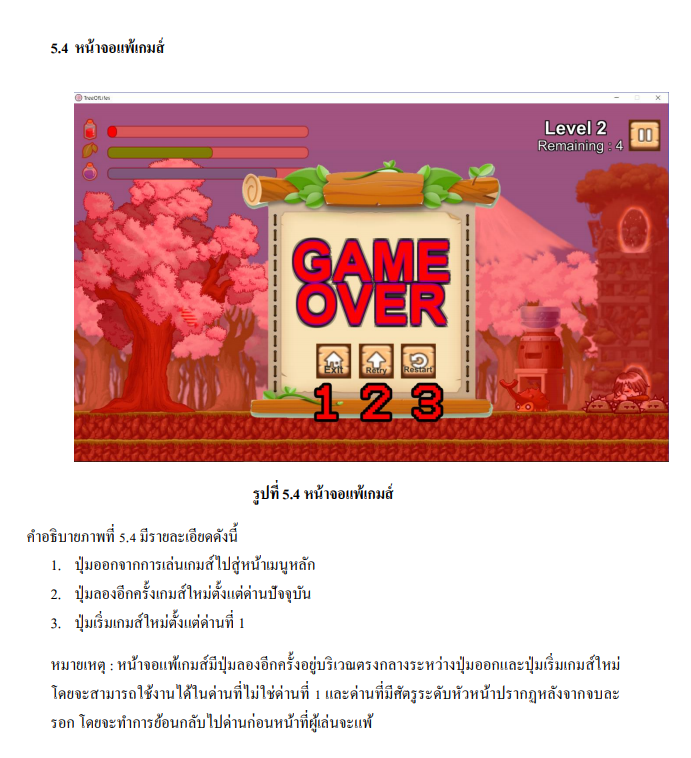 5.4 หน้าจอแพ้เกมส์
TreeOfLifes
Level 2
Remaining : 4
GAME
OVER
Exit Retry Restart
1 2 3
รูปที่ 5.4 หน้าจอแพ้เกมส์
คำอธิบายภาพที่ 5.4 มีรายละเอียดดังนี้
1. ปุ่มออกจากการเล่นเกมส์ไปสู่หน้าเมนูหลัก
2. ปุ่มลองอีกครั้งเกมส์ใหม่ตั้งแต่ด่านปัจจุบัน
3. ปุ่มเริ่มเกมส์ใหม่ตั้งแต่ด่านที่ 1
หมายเหตุ : หน้าจอแพ้เกมส์มีปุ่มลองอีกครั้งอยู่บริเวณตรงกลางระหว่างปุ่มออกและปุ่มเริ่มเกมส์ใหม่
โดยจะสามารถใช้งานได้ในด่านที่ไม่ใช่ด่านที่ 1 และด่านที่มีศัตรูระดับหัวหน้าปรากฏหลังจากจบละ
รอก โดยจะทำการย้อนกลับไปด่านก่อนหน้าที่ผู้เล่นจะแพ้